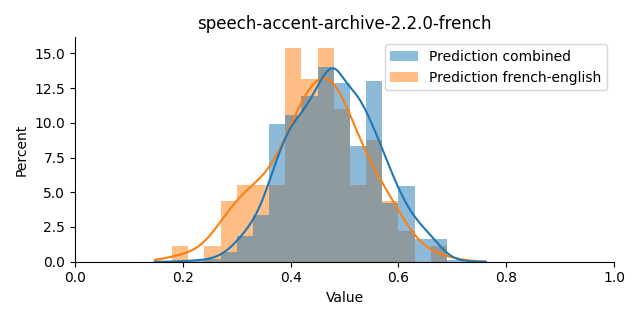 speech-accent-archive-2.2.0-french
Prediction combined
Prediction french-english
Percent
15.0
12.5
10.0
7.5
5.0
2.5
0.0
0.0 0.2 0.4 0.6 0.8 1.0
Value